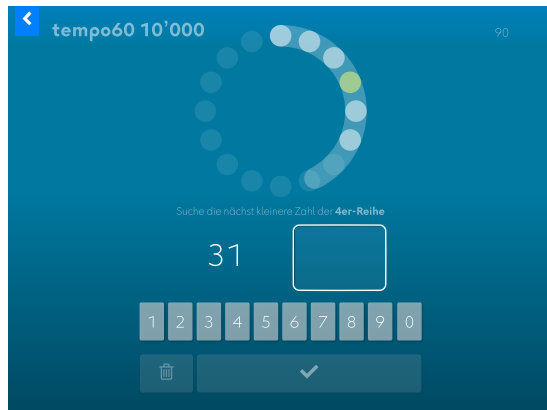 tempo60 10’000
90
Suche die nächst kleinere Zahl der 4er-Reihe
31
1 2 3 4 5 6 7 8 9 0